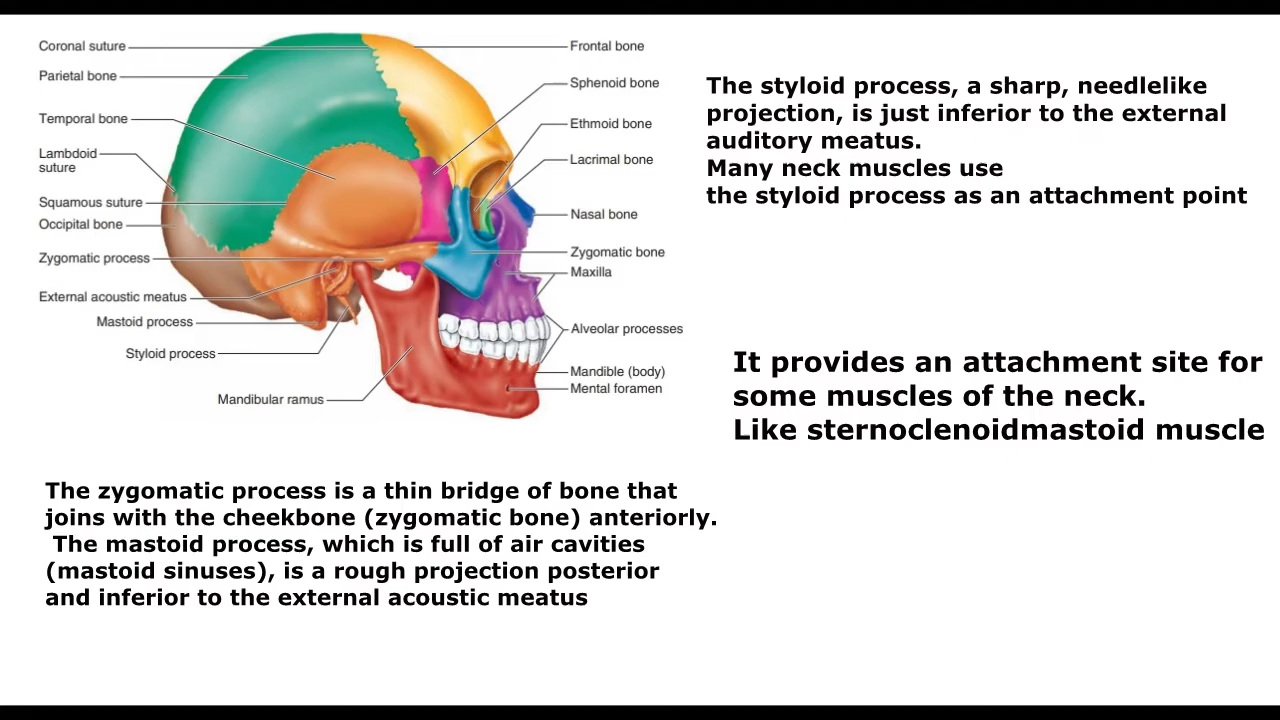 Coronal suture
Parietal bone
Temporal bone
Lambdoid
suture
Squamous suture
Occipital bone
Zygomatic process
External acoustic meatus
Mastoid process
Styloid process
Mandibular ramus
Frontal bone
Sphenoid bone
Ethmoid bone
Lacrimal bone
Nasal bone
Zygomatic bone
Maxilla
Alveolar processes
Mandible (body)
Mental foramen
The styloid process, a sharp, needlelike
projection, is just inferior to the external
auditory meatus.
Many neck muscles use
the styloid process as an attachment point
It provides an attachment site for
some muscles of the neck.
Like sternoclenoidmastoid muscle
The zygomatic process is a thin bridge of bone that
joins with the cheekbone (zygomatic bone) anteriorly.
The mastoid process, which is full of air cavities
(mastoid sinuses), is a rough projection posterior
and inferior to the external acoustic meatus